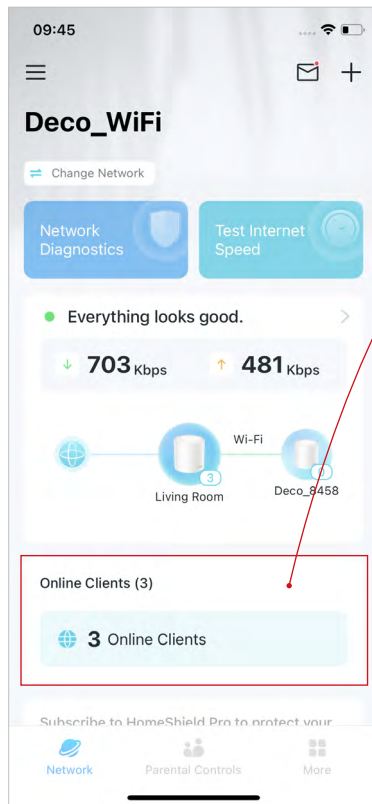 09:45
Deco_WiFi
Change Network
Network
Diagnostics
Test Internet
Speed
Everything looks good.
703 Kbps
481 Kbps
Wi-Fi
3
Living Room
Deco_8458
Online Clients (3)
3 Online Clients
Subscribe to HomeShield Pro to protect your
Network
Parental Controls
More